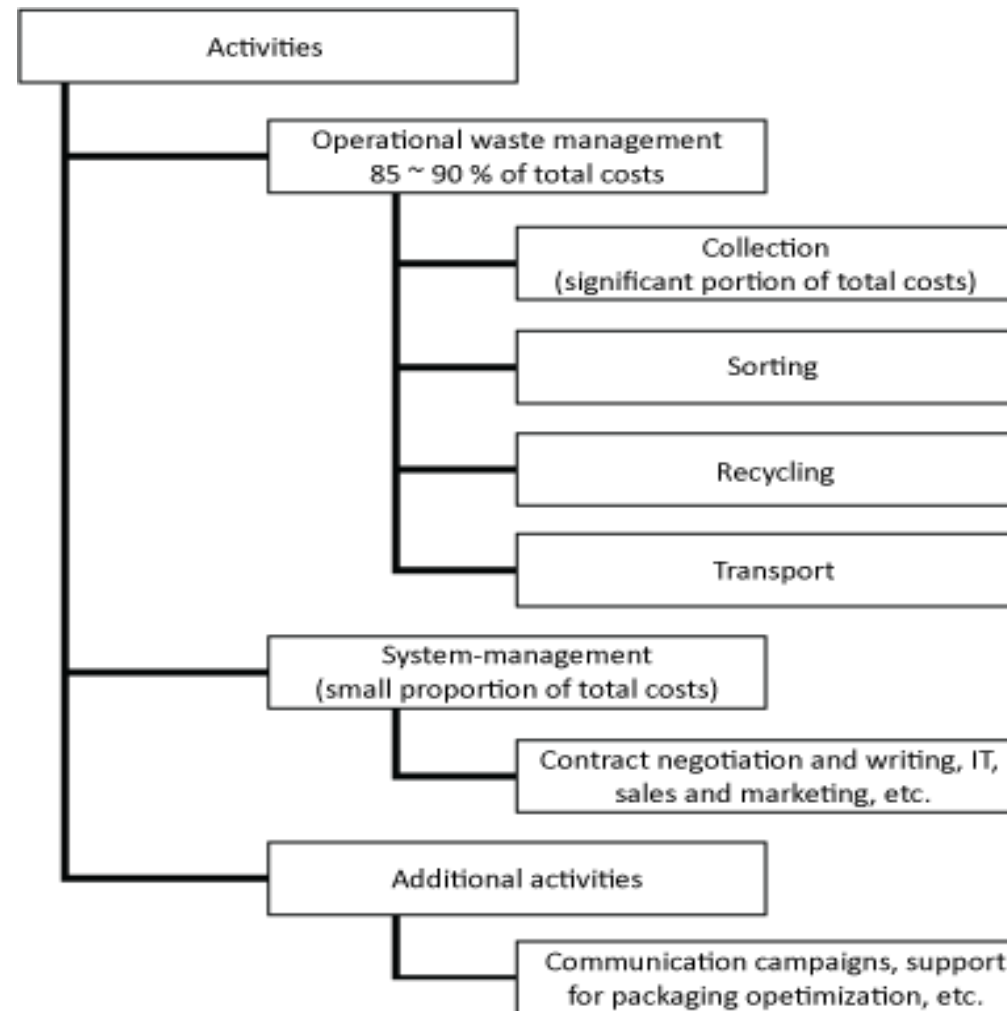 Activities
Operational waste management
85 ~ 90 % of total costs
Collection
(significant portion of total costs)
Sorting
Recycling
Transport
System-management
(small proportion of total costs)
Contract negotiation and writing, IT,
sales and marketing, etc.
Additional activities
Communication campaigns, support
for packaging opetimization, etc.